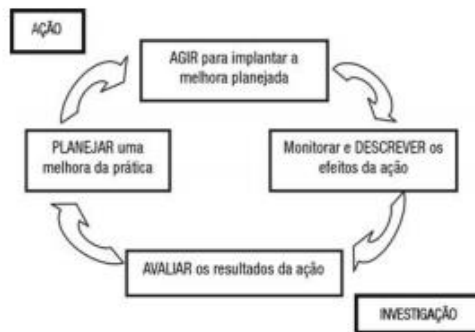 AÇÃO
AGIR para implantar a
melhora planejada
PLANEJAR uma
melhora da prática
Monitorar e DESCREVER os
efeitos da ação
AVALIAR os resultados da ação
INVESTIGAÇÃO